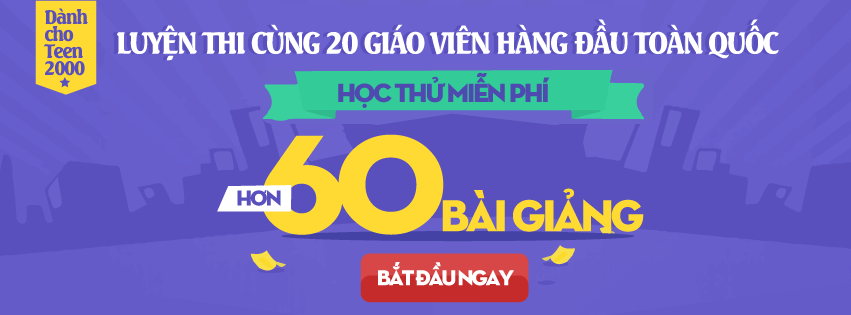 Dành
cho
Teen
2000
LUYỆN THI CÙNG 20 GIÁO VIÊN HÀNG ĐẦU TOÀN QUỐC
HỌC THỬ MIỄN PHÍ
HƠN 60 BÀI GIẢNG
BẮT ĐẦU NGAY